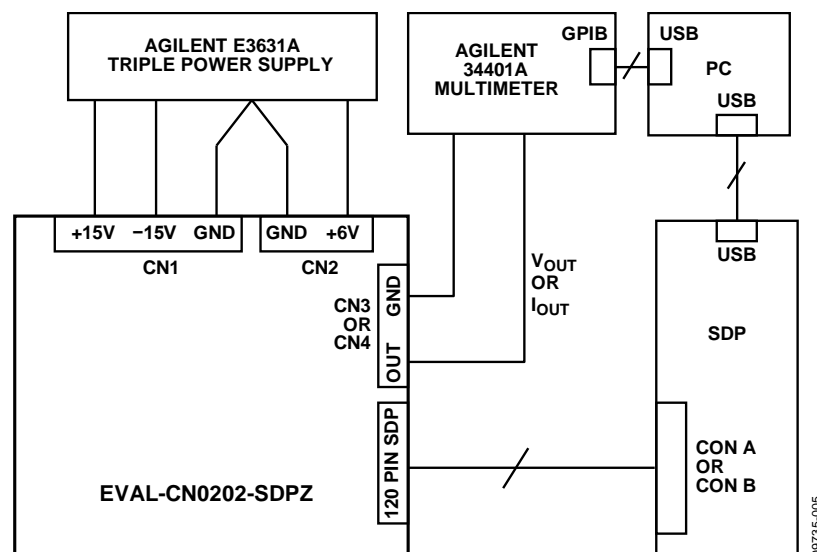 AGILENT E3631A
TRIPLE POWER SUPPLY
AGILENT
34401A
MULTIMETER
GPIB
USB
PC
USB
+15V −15V GND
GND +6V
CN1
CN2
CN3
OR
CN4
GND
OUT
VOUT
OR
IOUT
USB
SDP
120 PIN SDP
CON A
OR
CON B
EVAL-CN0202-SDPZ